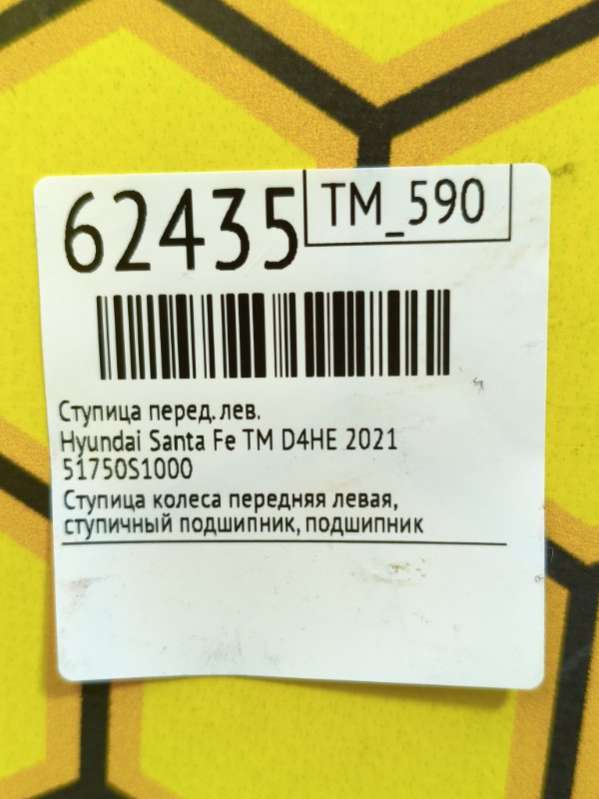 62435
TM_590
Ступица перед. лев.
Hyundai Santa Fe TM D4HE 2021
51750S1000
Ступица колеса передняя левая,
ступичный подшипник, подшипник